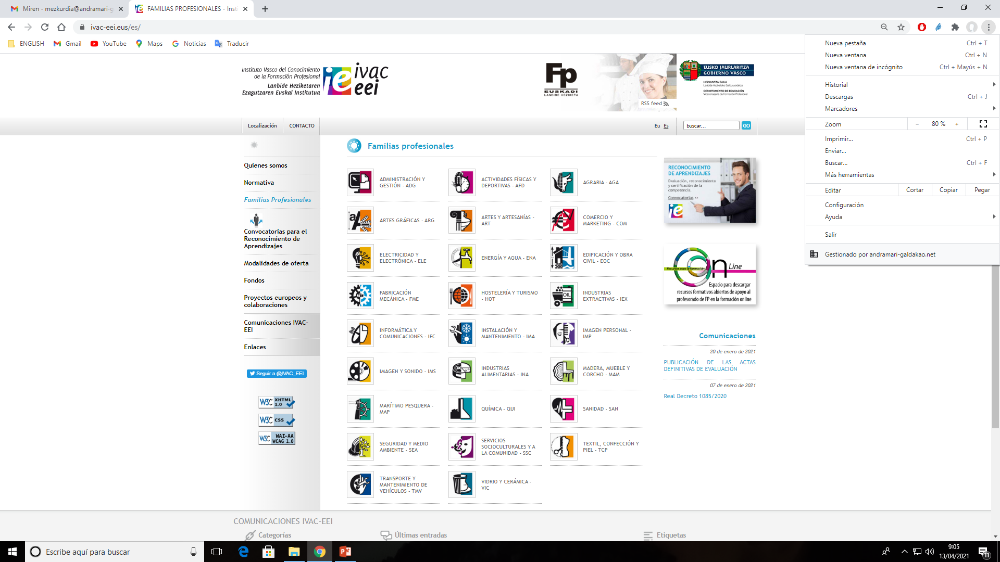 Miren - mezkurdia@andramari-g
FAMILIAS PROFESIONALES - Insti
ivac-eei.eus/es/
ENGLISH
Gmail
YouTube
Maps
Noticias
Traducir
Nueva pestaña Ctrl + T
Nueva ventana Ctrl + N
Nueva ventana de incógnito Ctrl + Mayús + N
Historial
Descargas Ctrl + J
Marcadores
Zoom − 80 % +
Imprimir... Ctrl + P
Enviar...
Buscar... Ctrl + F
Más herramientas
Editar Cortar Copiar Pegar
Configuración
Ayuda
Salir
Gestionado por andramari-galdakao.net
Instituto Vasco del Conocimiento
de la Formación Profesional
Lanbide Heziketaren
Ezagutzaren Euskal Institutua
ie ivac
eei
Fp
EUSKADI
LANBIDE HEZIKETA
RSS feed
EUSKO JAURLARITZA
GOBIERNO VASCO
HEZKUNTZA SAILA
Lanbide Heziketako Sailburuordetza
DEPARTAMENTO DE EDUCACIÓN
Viceconsejería de Formación Profesional
Localización
CONTACTO
Eu Es
buscar...
GO
Quienes somos
Normativa
Familias Profesionales
Convocatorias para el
Reconocimiento de
Aprendizajes
Modalidades de oferta
Fondos
Proyectos europeos y
colaboraciones
Comunicaciones IVAC-
EEI
Enlaces
Seguir a @IVAC_EEI
W3C XHTML
1.0
W3C CSS
W3C WAI-AA
WCAG 1.0
Familias profesionales
ADMINISTRACIÓN Y
GESTIÓN - ADG
ACTIVIDADES FÍSICAS Y
DEPORTIVAS - AFD
AGRARIA - AGA
ARTES GRÁFICAS - ARG
ARTES Y ARTESANÍAS -
ART
COMERCIO Y
MARKETING - COM
ELECTRICIDAD Y
ELECTRÓNICA - ELE
ENERGÍA Y AGUA - ENA
EDIFICACIÓN Y OBRA
CIVIL - EOC
FABRICACIÓN
MECÁNICA - FME
HOSTELERÍA Y TURISMO
- HOT
OIL
INDUSTRIAS
EXTRACTIVAS - IEX
INFORMÁTICA Y
COMUNICACIONES - IFC
INSTALACIÓN Y
MANTENIMIENTO - IMA
IMAGEN PERSONAL -
IMP
IMAGEN Y SONIDO - IMS
INDUSTRIAS
ALIMENTARIAS - INA
MADERA, MUEBLE Y
CORCHO - MAM
MARÍTIMO PESQUERA -
MAP
QUÍMICA - QUI
SANIDAD - SAN
SEGURIDAD Y MEDIO
AMBIENTE - SEA
SERVICIOS
SOCIOCULTURALES Y A
LA COMUNIDAD - SSC
TEXTIL, CONFECCIÓN Y
PIEL - TCP
TRANSPORTE Y
MANTENIMIENTO DE
VEHÍCULOS - TMV
VIDRIO Y CERÁMICA -
VIC
RECONOCIMIENTO
DE APRENDIZAJES
Evaluación, reconocimiento
y certificación de la
competencia.
Convocatorias >>
ie
Recursos para la formación
On Line
Espacio para descargar
recursos formativos abiertos de apoyo al
profesorado de FP en la formación online
Comunicaciones
20 de enero de 2021
PUBLICACIÓN DE LAS ACTAS
DEFINITIVAS DE EVALUACIÓN
07 de enero de 2021
Real Decreto 1085/2020
COMUNICACIONES IVAC-EEI
Categorías
Últimas entradas
Etiquetas
Escribe aquí para buscar
9:05
13/04/2021
11